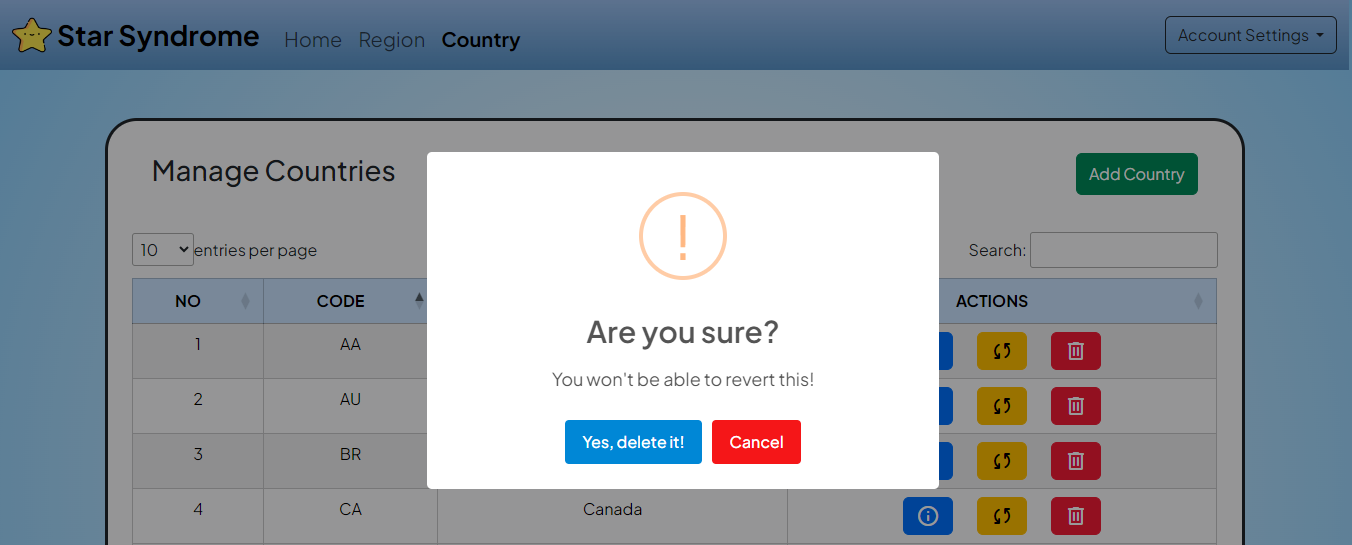 Star Syndrome Home Region Country Account Settings
Manage Countries
Add Country
10 entries per page
Search:
NO CODE ACTIONS
1 AA
2 AU
3 BR
4 CA Canada
!
Are you sure?
You won't be able to revert this!
Yes, delete it! Cancel